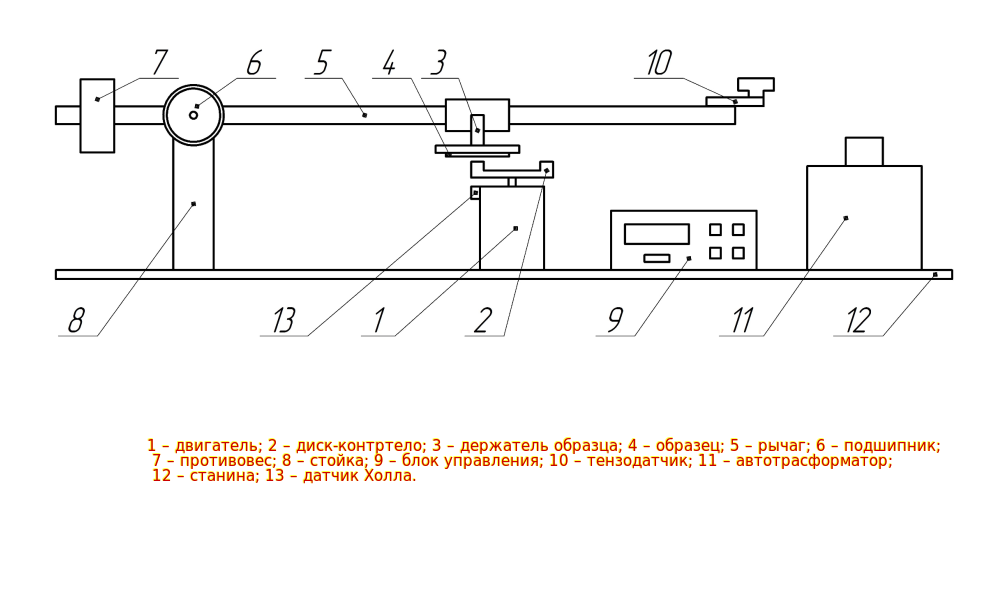 7 6 5 4 3 10
8 13 1 2 9 11 12
1 – двигатель; 2 – диск-контртело; 3 – держатель образца; 4 – образец; 5 – рычаг; 6 – подшипник;
7 – противовес; 8 – стойка; 9 – блок управления; 10 – тензодатчик; 11 – автотрасформатор;
12 – станина; 13 – датчик Холла.